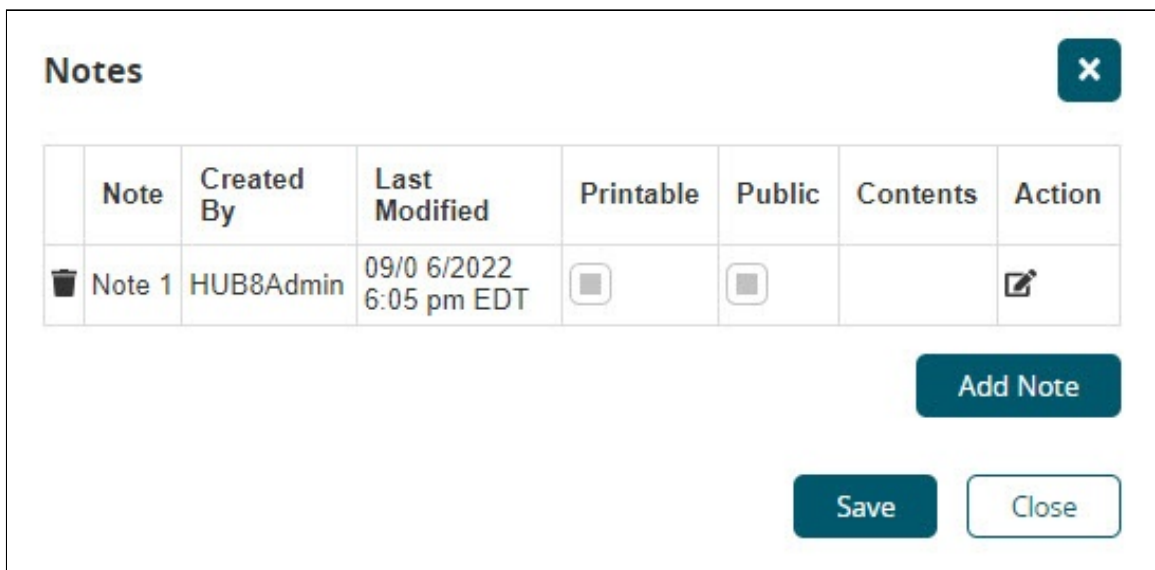 Notes
Note Created By Last Modified Printable Public Contents Action
Note 1 HUB8Admin 09/0 6/2022 6:05 pm EDT
Add Note
Save Close